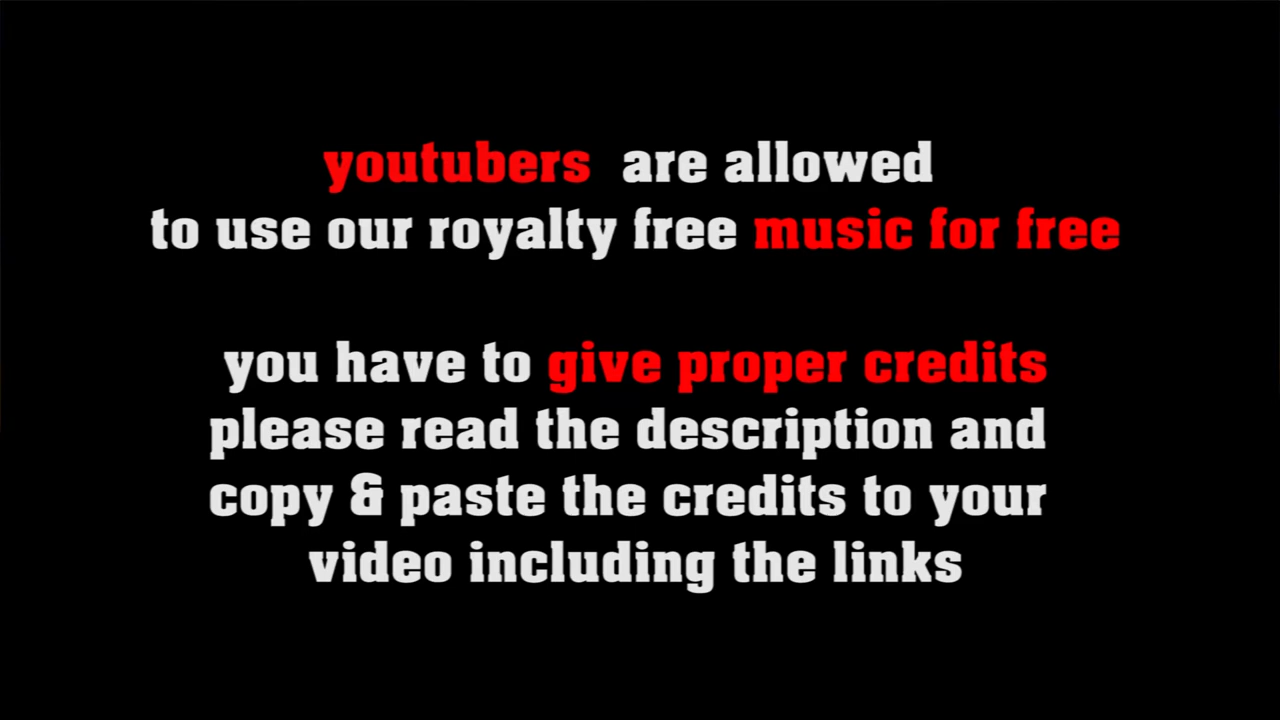 youtubers are allowed
to use our royalty free music for free
you have to give proper credits
please read the description and
copy & paste the credits to your
video including the links